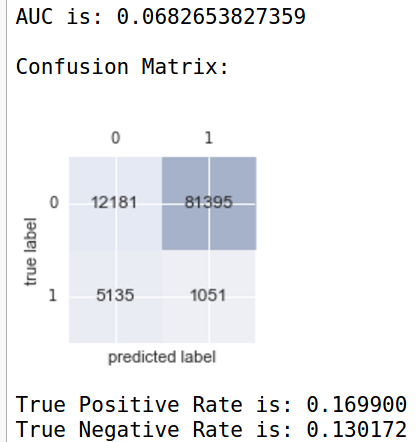 AUC is: 0.0682653827359
Confusion Matrix:
0 1
0 12181 81395
true label
1 5135 1051
predicted label
True Positive Rate is: 0.169900
True Negative Rate is: 0.130172